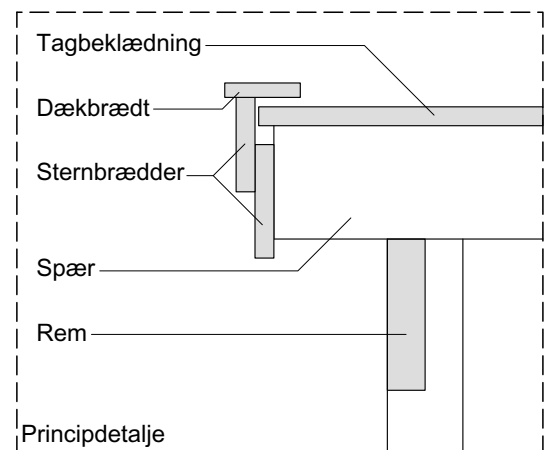 Tagbeklædning
Dækbrædt
Sternbrædder
Spær
Rem
Principdetalje